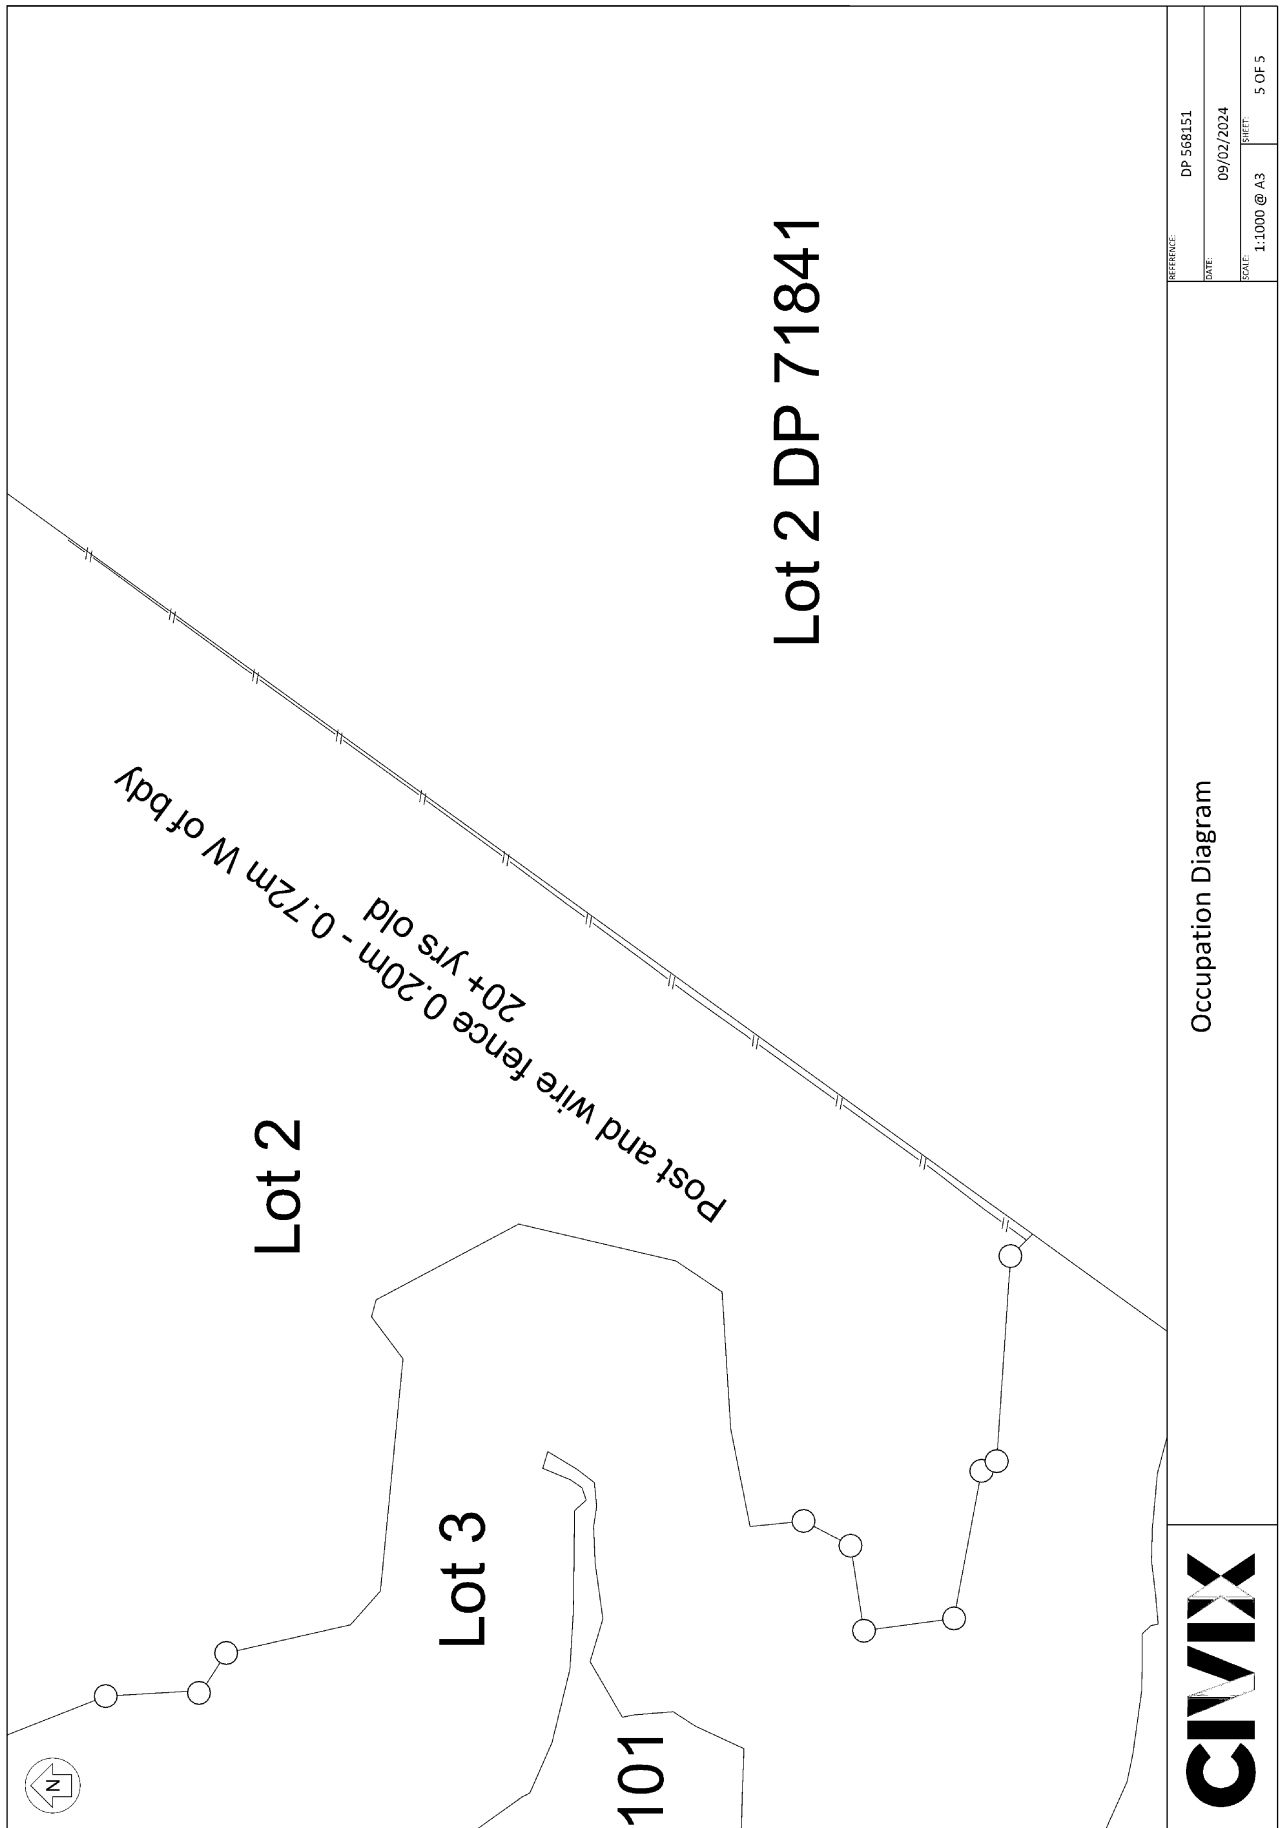 N
Lot 2
Post and wire fence 0.20m - 0.72m W of bdy
20+ yrs old
Lot 3
101
Lot 2 DP 71841
CIVIX
Occupation Diagram
REFERENCE:
DP 568151
DATE:
09/02/2024
SCALE:
1:1000 @ A3
SHEET:
5 OF 5